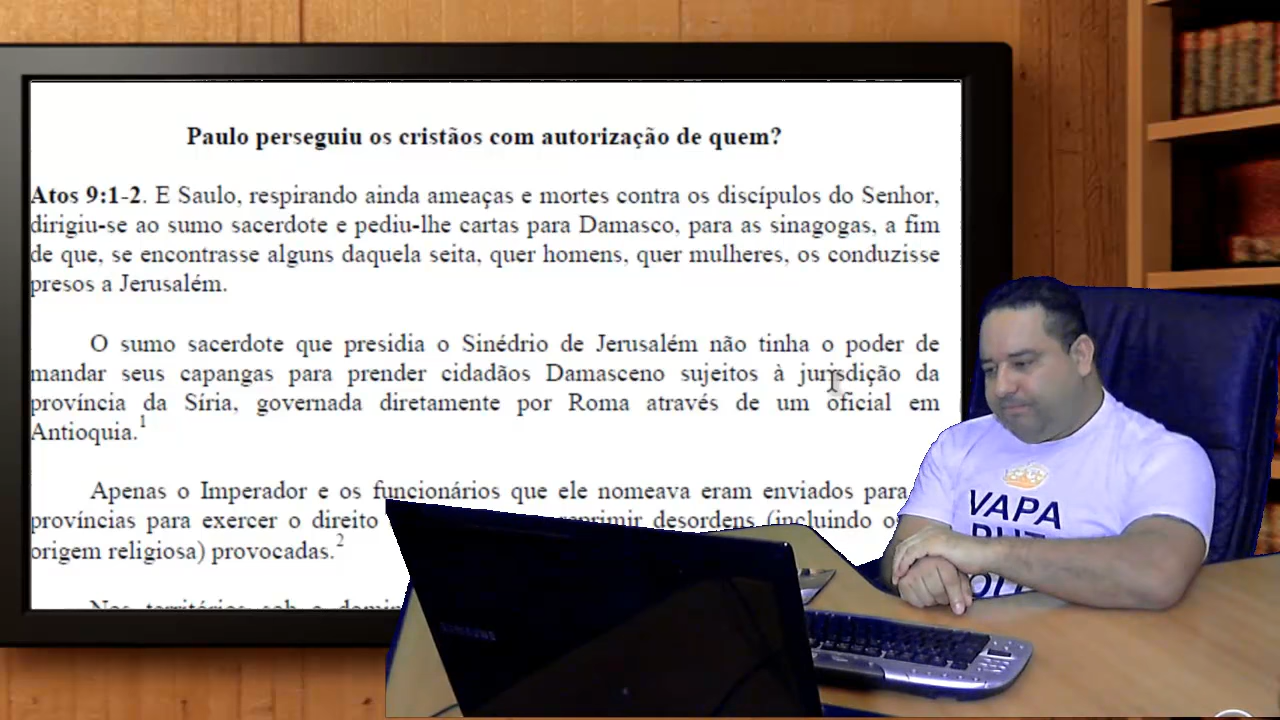 Paulo perseguiu os cristãos com autorização de quem?
Atos 9:1-2. E Saulo, respirando ainda ameaças e mortes contra os discípulos do Senhor,
dirigiu-se ao sumo sacerdote e pediu-lhe cartas para Damasco, para as sinagogas, a fim
de que, se encontrasse alguns daquela seita, quer homens, quer mulheres, os conduzisse
presos a Jerusalém.
O sumo sacerdote que presidia o Sinédrio de Jerusalém não tinha o poder de
mandar seus capangas para prender cidadãos Damasceno sujeitos à jurisdição da
província da Síria, governada diretamente por Roma através de um oficial em
Antioquia.1
Apenas o Imperador e os funcionários que ele nomeava eram enviados para
províncias para exercer o direito reprimir desordens (incluindo
origem religiosa) provocadas.2
Nos territórios sob o
SAMSUNG
VAPA